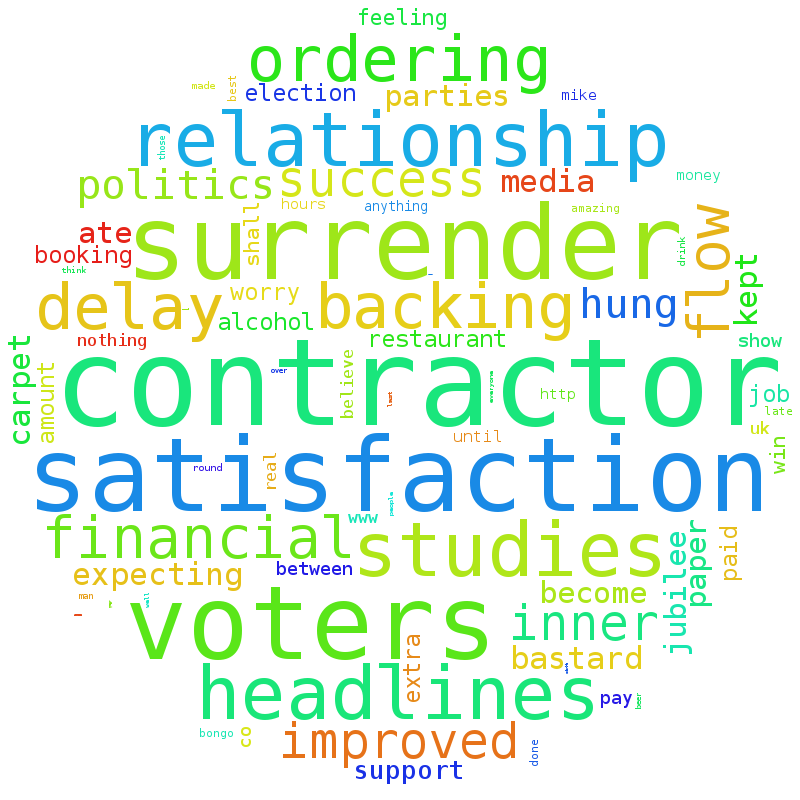 feeling
ordering
made
best
election
parties
mike
relationship
those
politics
success
media
money
hours
anything
amazing
shall
ate
surrender
flow
booking
think
drink
kept
delay
worry
backing
hung
alcohol
carpet
nothing
restaurant
show
contractor
believe
amount
over
everyone
least
http
job
late
until
uk
win
satisfaction
round
real
people
www
financial
studies
jubilee
paper
paid
expecting
between
become
man
well
voters
inner
extra
bastard
headlines
pay
beer
bongo
co
improved
done
support